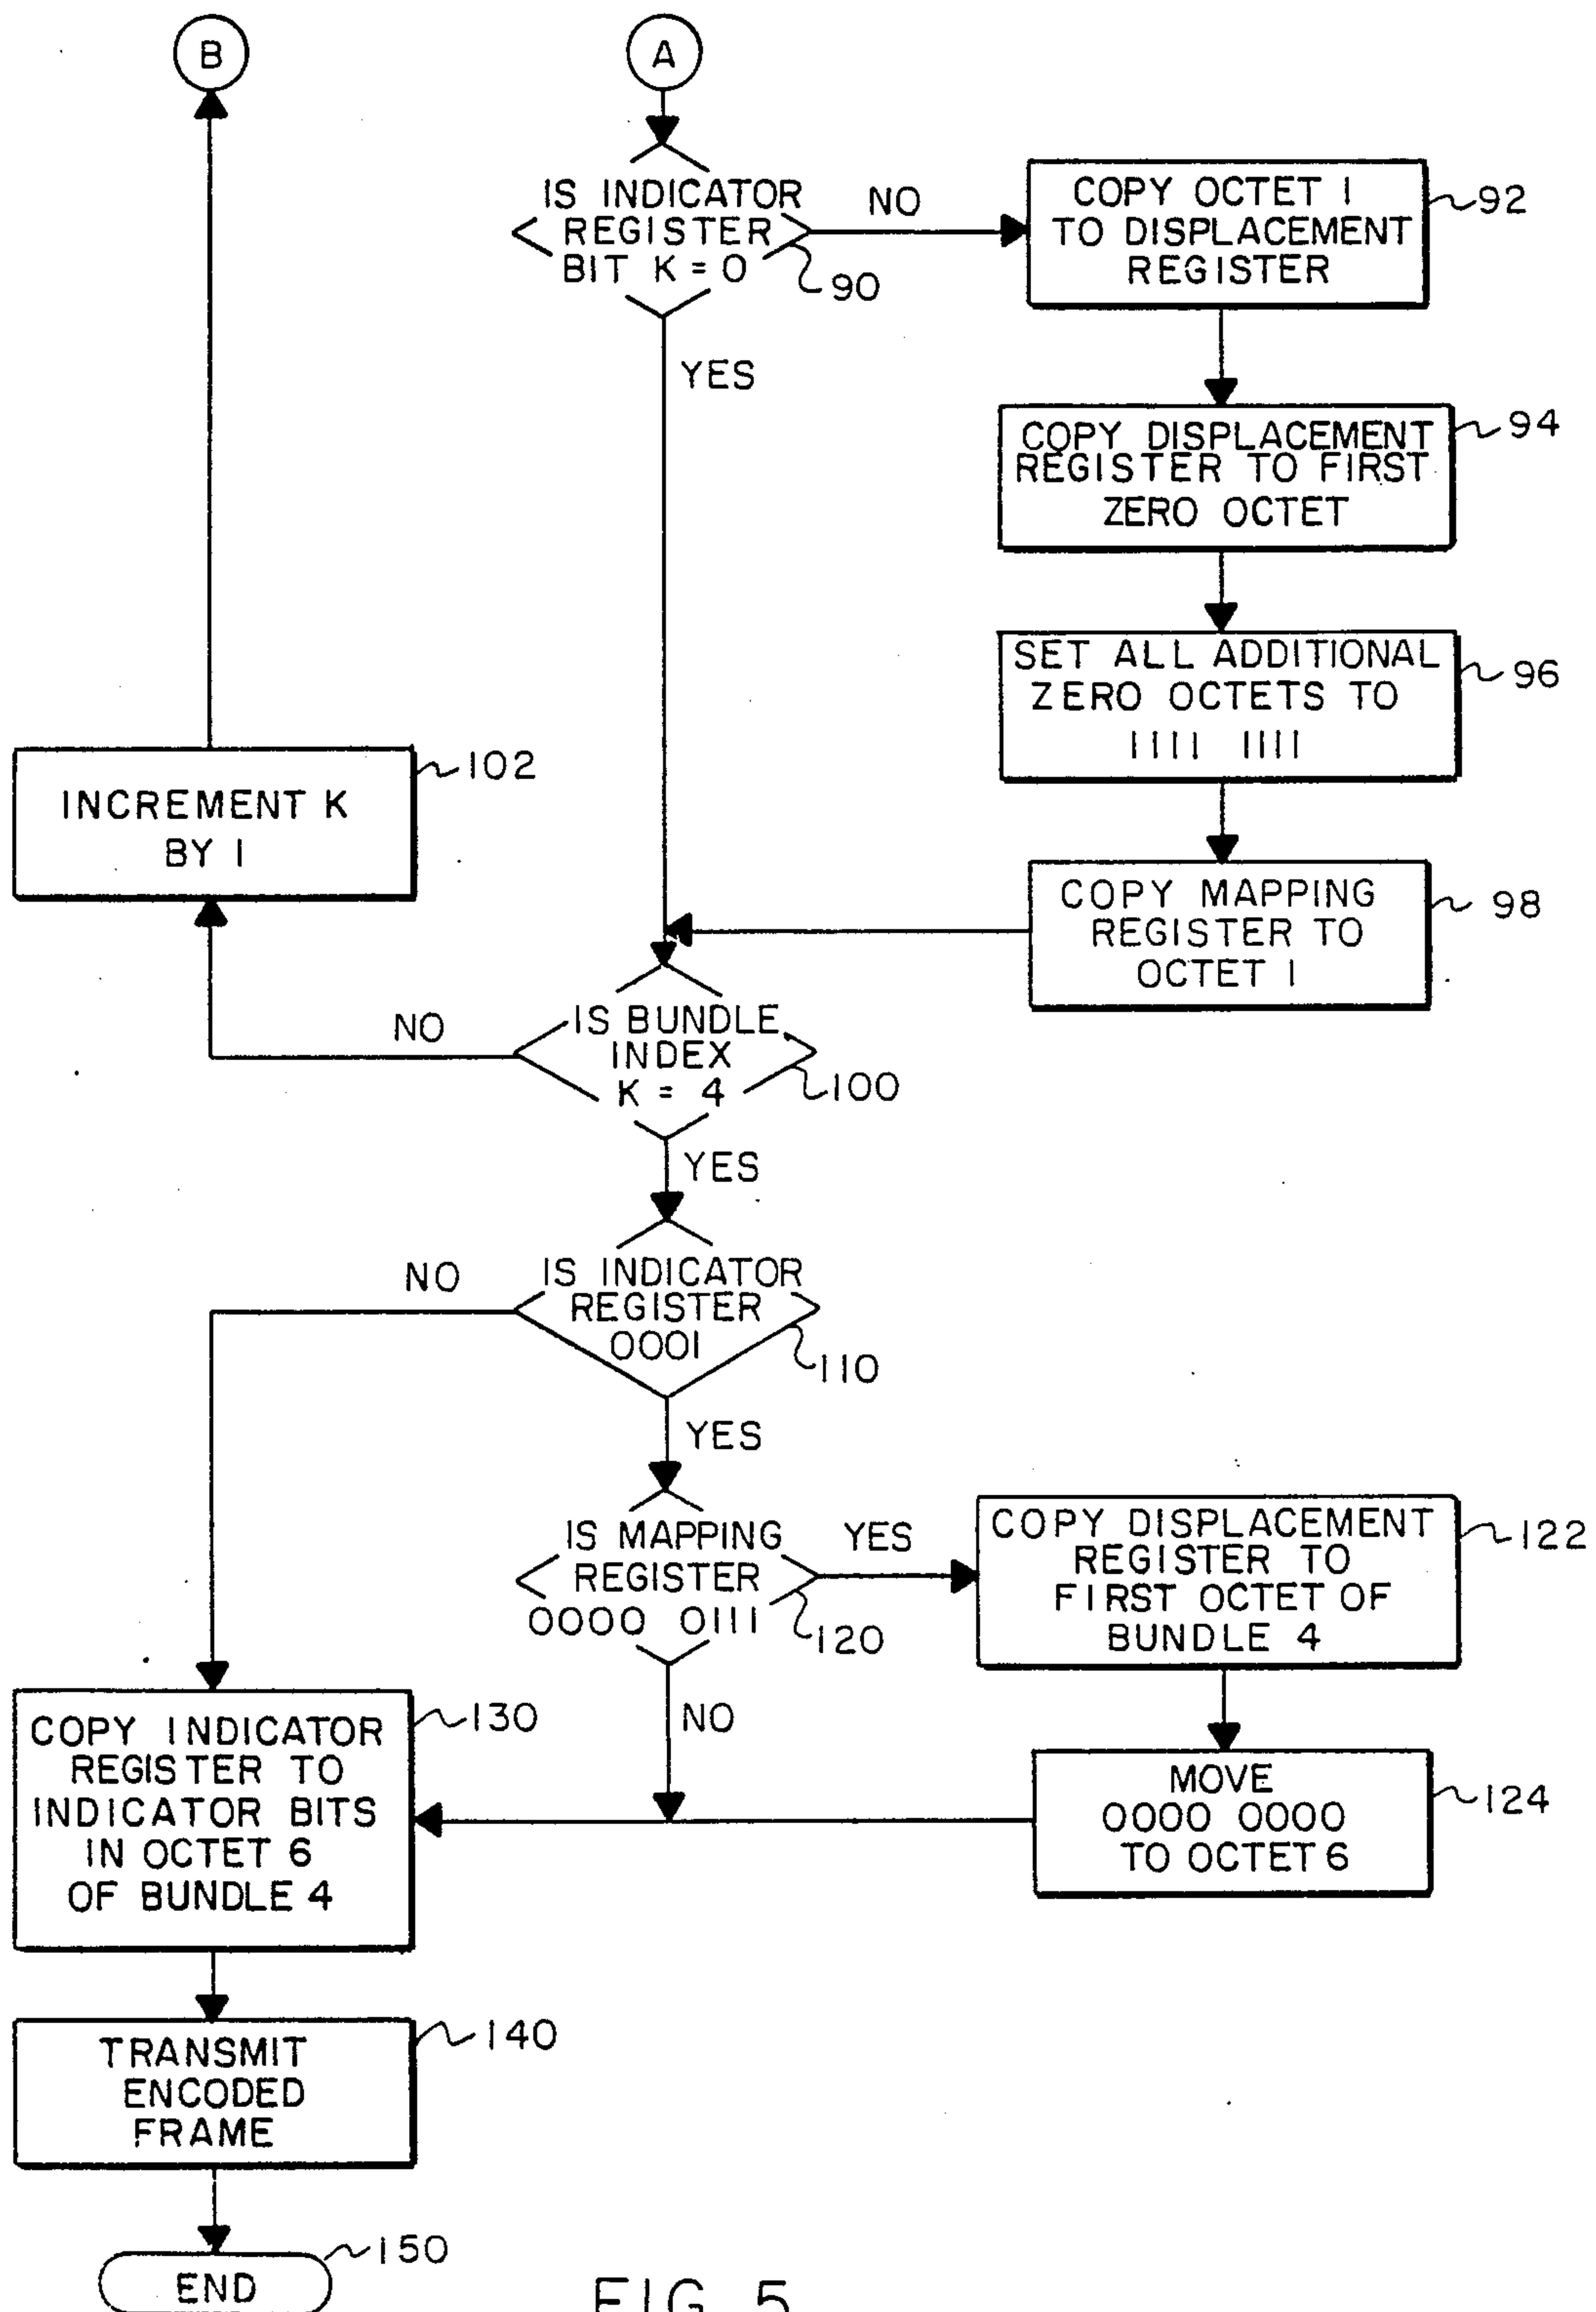 B
A
IS INDICATOR
REGISTER
BIT K = 0
90
NO
YES
COPY OCTET 1
TO DISPLACEMENT
REGISTER
92
COPY DISPLACEMENT
REGISTER TO FIRST
ZERO OCTET
94
SET ALL ADDITIONAL
ZERO OCTETS TO
1111 1111
96
COPY MAPPING
REGISTER TO
OCTET 1
98
INCREMENT K
BY 1
102
IS BUNDLE
INDEX
K = 4
100
NO
YES
IS INDICATOR
REGISTER
0001
110
NO
YES
IS MAPPING
REGISTER
0000 0111
120
YES
NO
COPY DISPLACEMENT
REGISTER TO
FIRST OCTET OF
BUNDLE 4
122
MOVE
0000 0000
TO OCTET 6
124
COPY INDICATOR
REGISTER TO
INDICATOR BITS
IN OCTET 6
OF BUNDLE 4
130
TRANSMIT
ENCODED
FRAME
140
END
150
FIG. 5